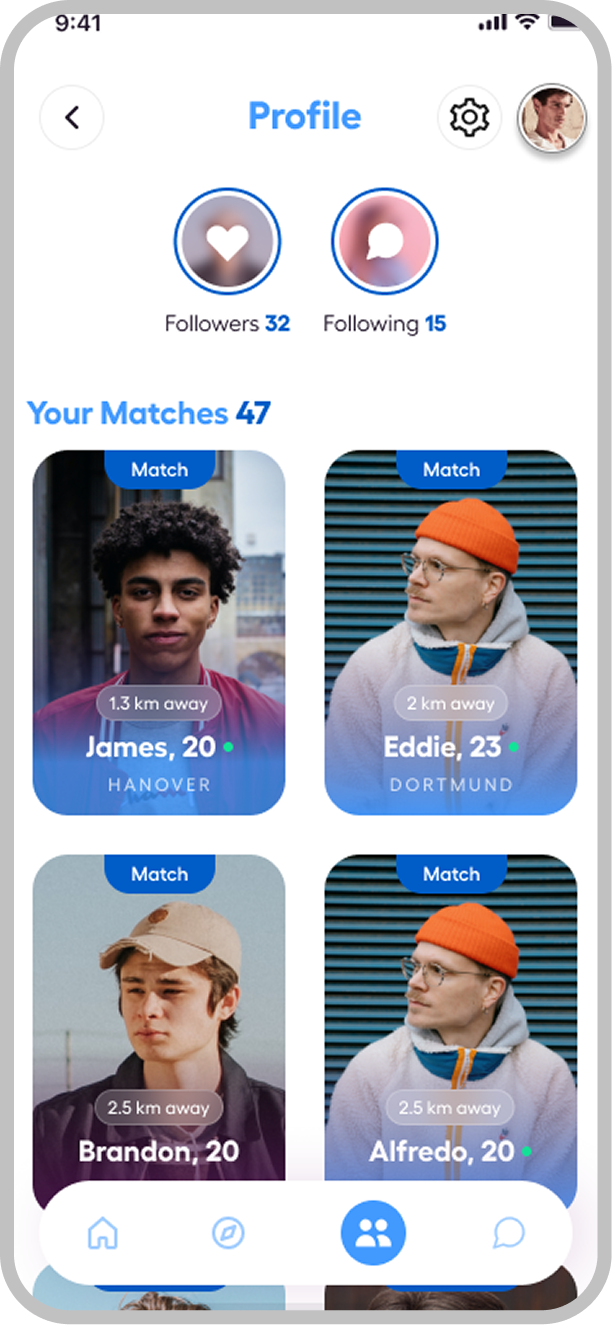 9:41
Profile
Followers 32 Following 15
Your Matches 47
Match
1.3 km away
James, 20
HANOVER
Match
2 km away
Eddie, 23
DORTMUND
Match
2.5 km away
Brandon, 20
Match
2.5 km away
Alfredo, 20